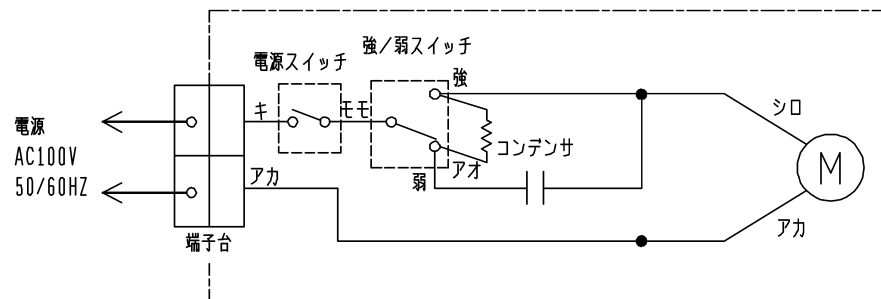 電源スイッチ
強/弱スイッチ
強
キ
モモ
シロ
電源
AC100V
50/60HZ
コンデンサ
M
アカ
弱
アオ
アカ
端子台